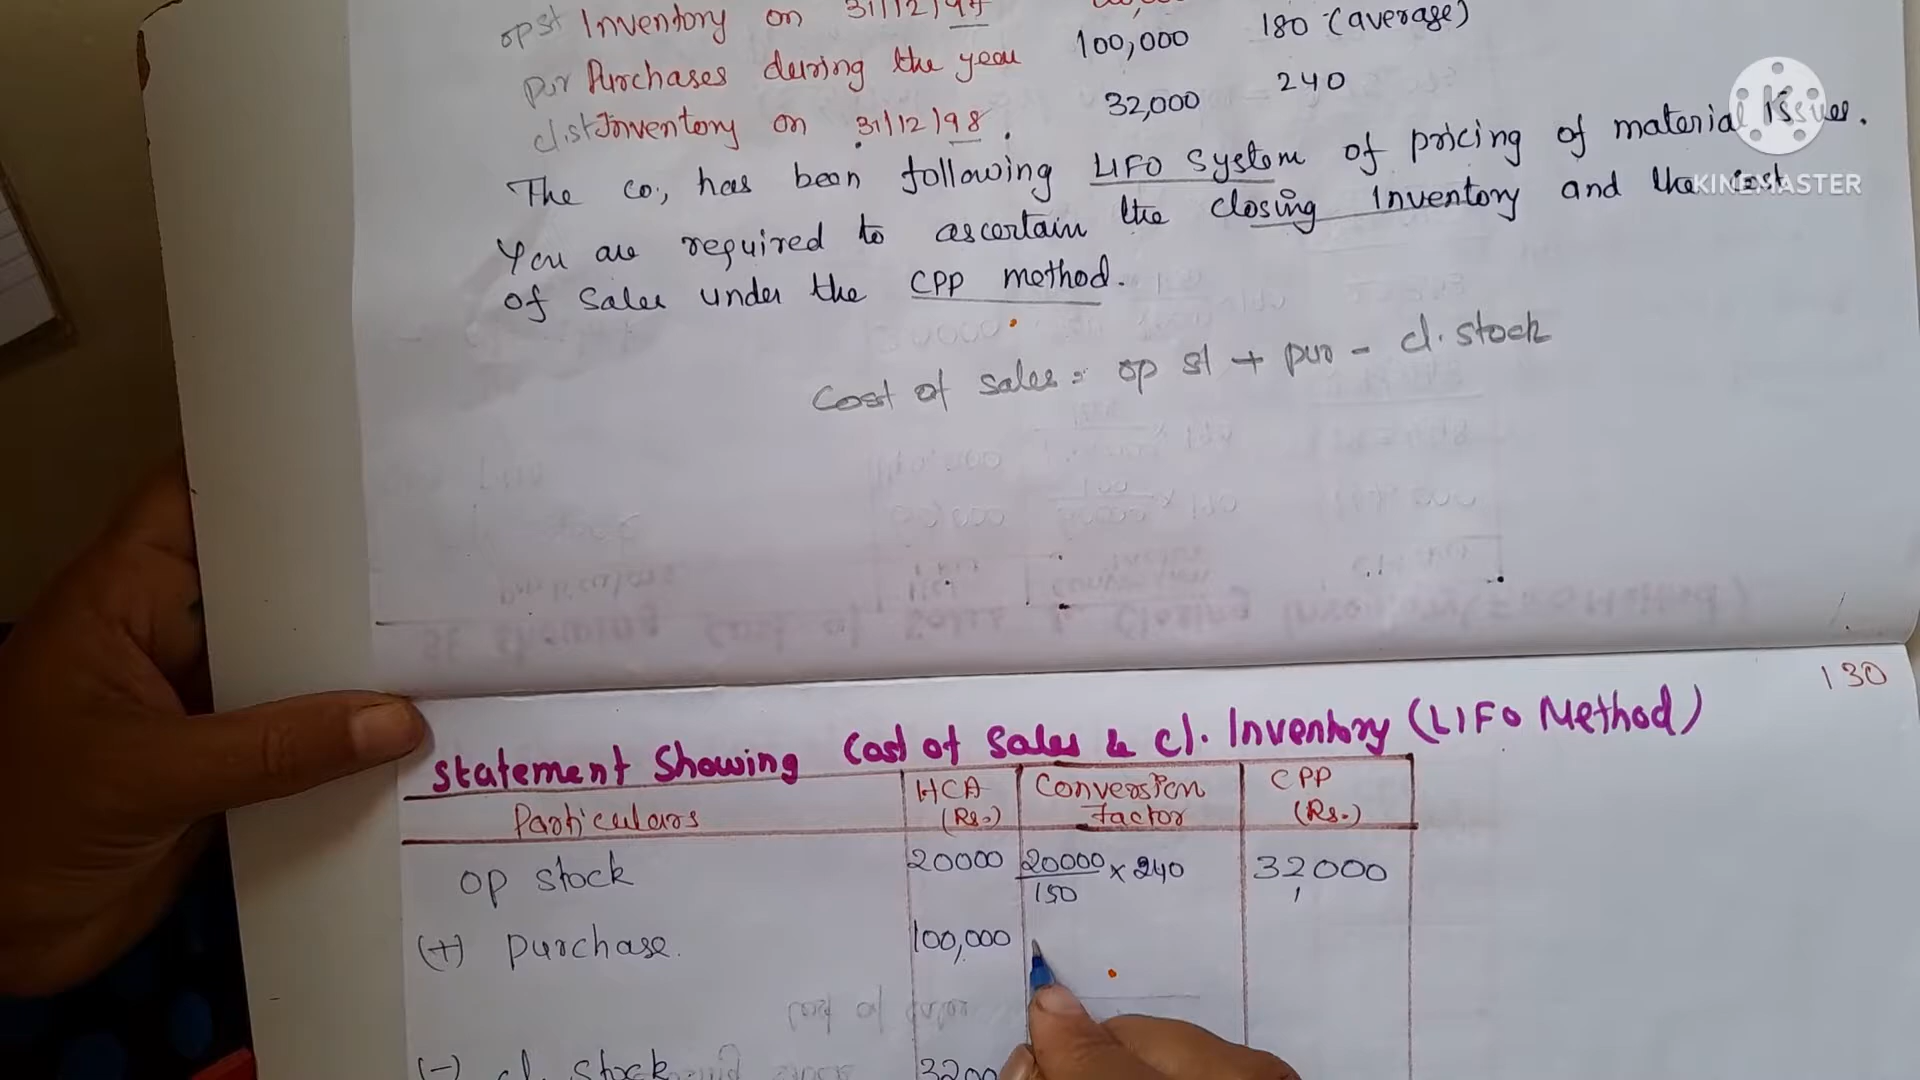 op st Inventory on 31/12/97
pur Purchases during the year 100,000 180 (average)
cl.st Inventory on 31/12/98. 32,000 240
The co., has been following LIFO system of pricing of material issues.
You are required to ascertain the closing Inventory and the cost
of sales under the CPP method.
Cost of sales = op st + pur - cl. stock
KINEMASTER
130
Statement Showing Cost of Sales & Cl. Inventory (LIFO Method)
Particulars HCA (Rs.) Conversion factor CPP (Rs.)
op stock 20000 20000/150 × 240 32000
(+) purchase. 100,000
(-) cl. stock 3200